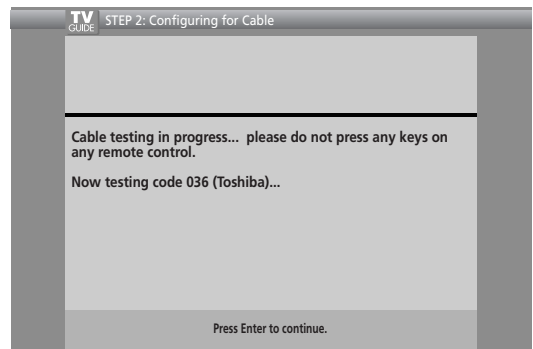 TV
GUIDE
STEP 2: Configuring for Cable
Cable testing in progress... please do not press any keys on
any remote control.
Now testing code 036 (Toshiba)...
Press Enter to continue.